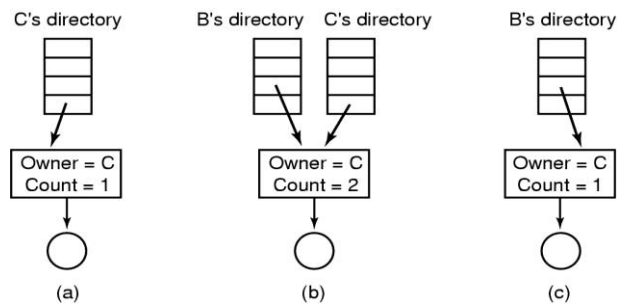 C's directory
B's directory C's directory
B's directory
Owner = C
Count = 1
Owner = C
Count = 2
Owner = C
Count = 1
(a)
(b)
(c)